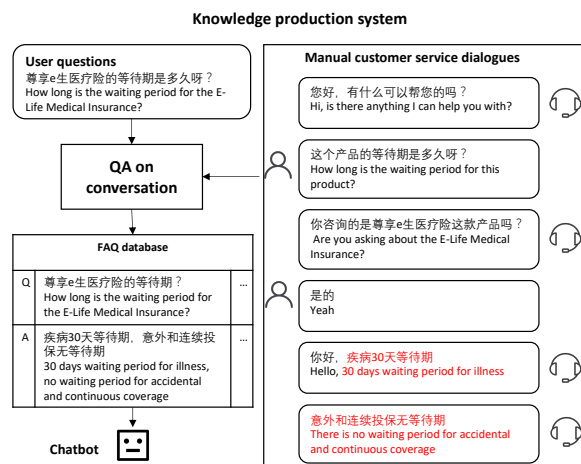 Knowledge production system
User questions
尊享e生医疗险的等待期是多久呀？
How long is the waiting period for the E-
Life Medical Insurance?
QA on
conversation
FAQ database
Q
尊享e生医疗险的等待期？
How long is the waiting period for
the E-Life Medical Insurance?
...
A
疾病30天等待期，意外和连续投
保无等待期
30 days waiting period for illness,
no waiting period for accidental
and continuous coverage
...
Chatbot
Manual customer service dialogues
您好，有什么可以帮您的吗？
Hi, is there anything I can help you with?
这个产品的等待期是多久呀？
How long is the waiting period for this
product?
你咨询的是尊享e生医疗险这款产品吗？
Are you asking about the E-Life Medical
Insurance?
是的
Yeah
你好，疾病30天等待期
Hello, 30 days waiting period for illness
意外和连续投保无等待期
There is no waiting period for accidental
and continuous coverage